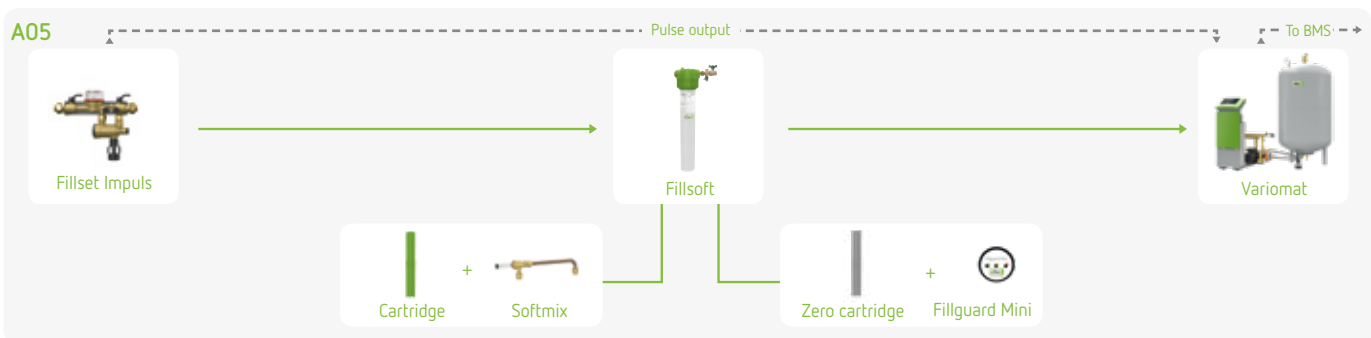 A05
Pulse output
To BMS
Fillset Impuls
Fillsoft
Variomat
+
+
Cartridge
Softmix
Zero cartridge
Fillguard Mini